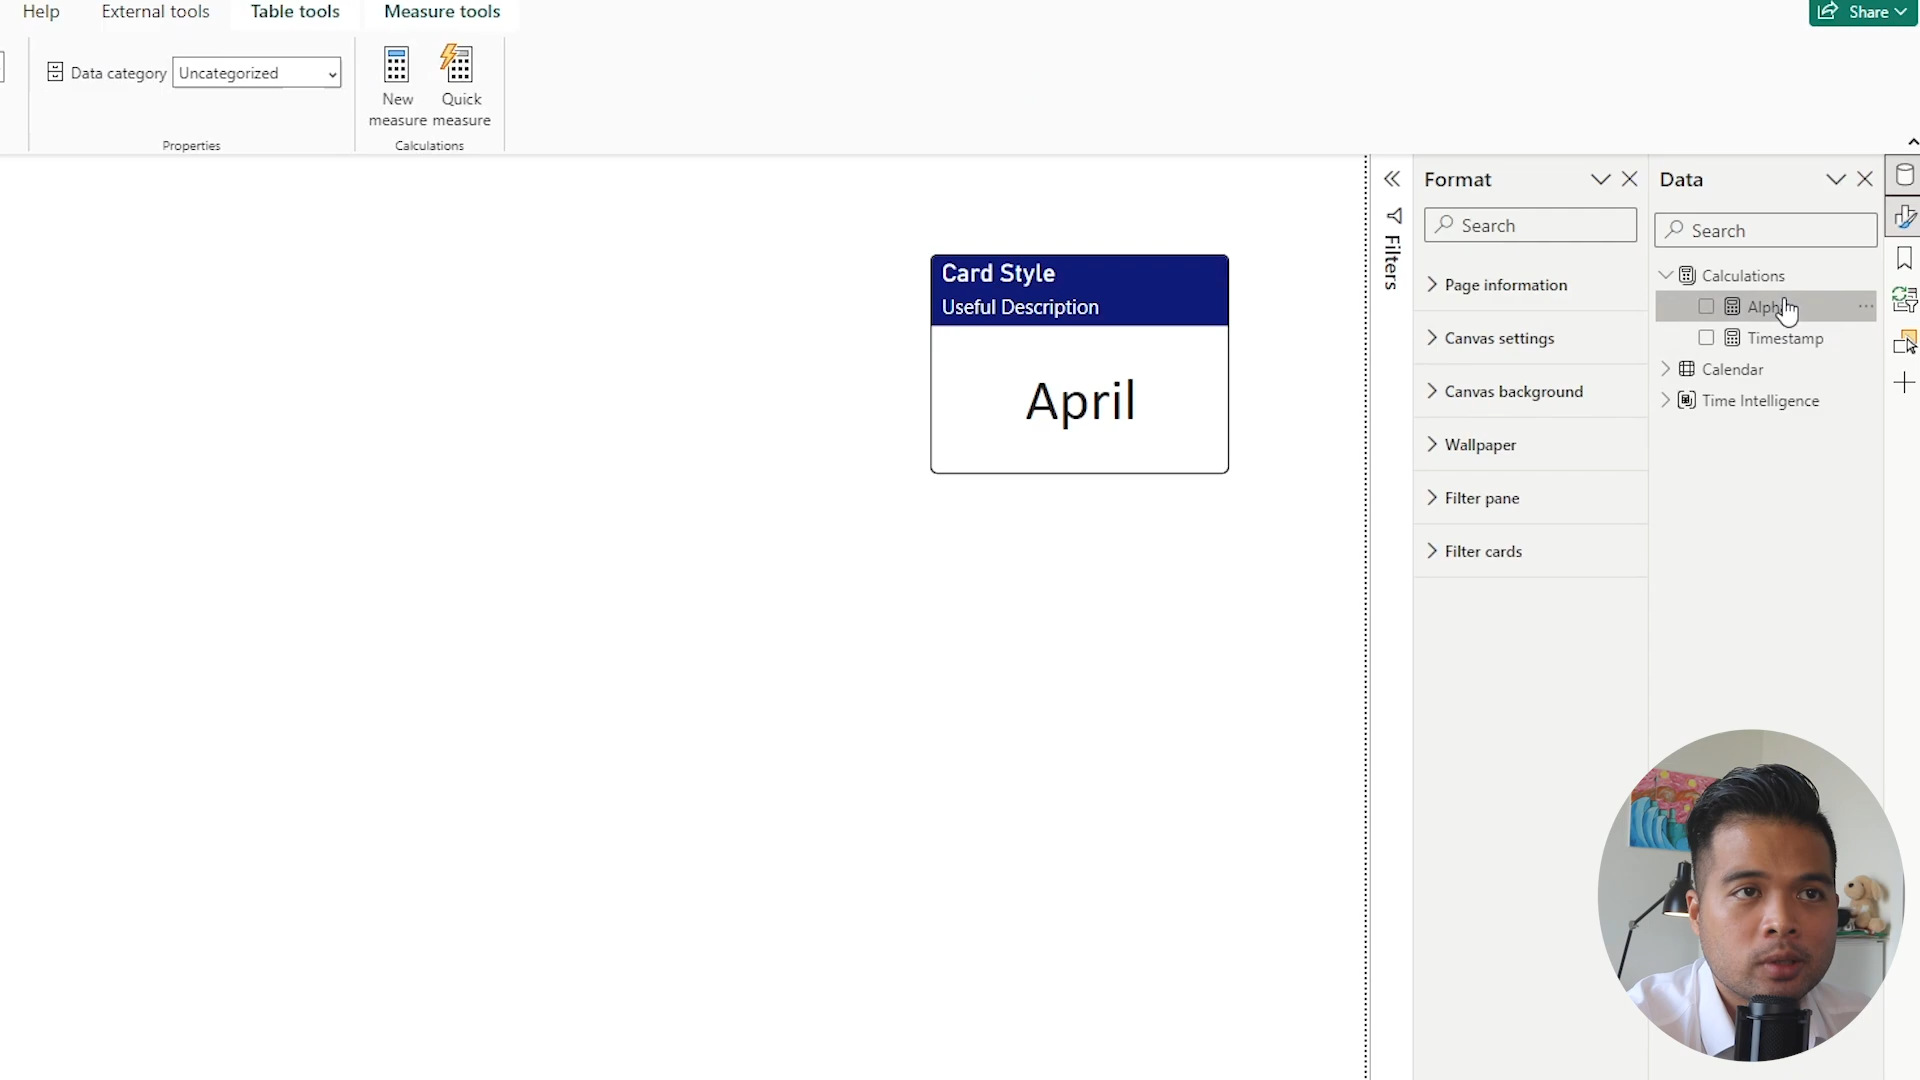 Help
External tools
Table tools
Measure tools
Share
Data category
Uncategorized
New
measure
Quick
measure
Properties
Calculations
Filters
Format
Search
Page information
Canvas settings
Canvas background
Wallpaper
Filter pane
Filter cards
Data
Search
Calculations
Timestamp
Calendar
Time Intelligence
Card Style
Useful Description
April